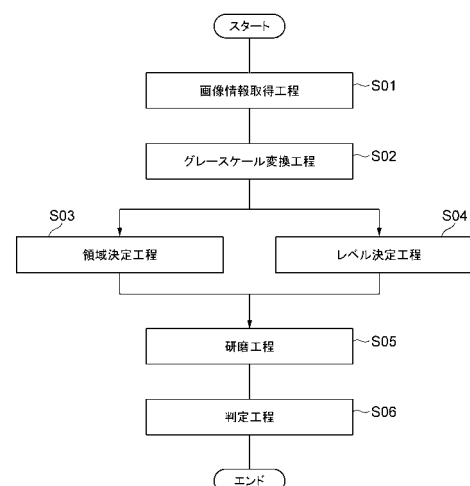 スタート
画像情報取得工程
S01
グレースケール変換工程
S02
S03
S04
領域決定工程
レベル決定工程
研磨工程
S05
判定工程
S06
エンド